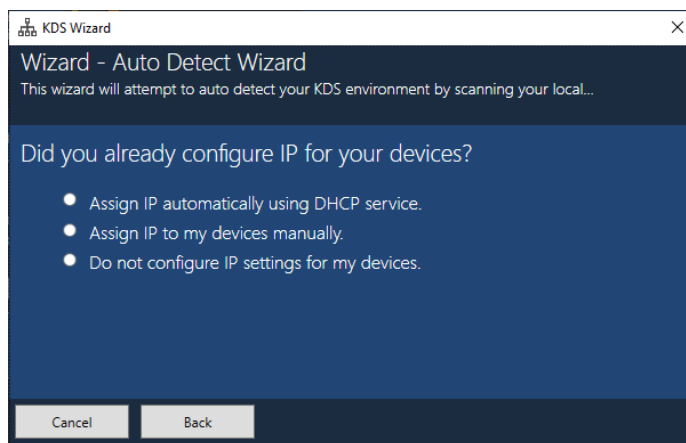 KDS Wizard
Wizard - Auto Detect Wizard
This wizard will attempt to auto detect your KDS environment by scanning your local...
Did you already configure IP for your devices?
Assign IP automatically using DHCP service.
Assign IP to my devices manually.
Do not configure IP settings for my devices.
Cancel Back